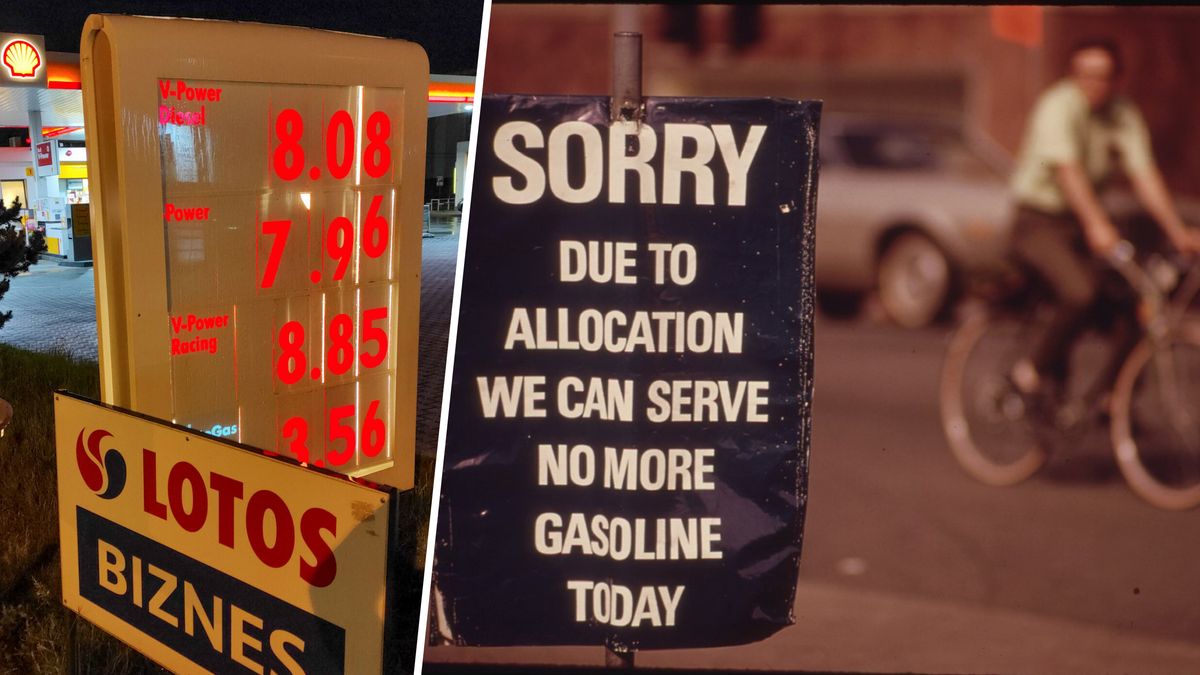 V-Power
Diesel
8.08
Power
7.96
V-Power
Racing
8.85
Gas
3.56
LOTOS
BIZNES
SORRY
DUE TO
ALLOCATION
WE CAN SERVE
NO MORE
GASOLINE
TODAY